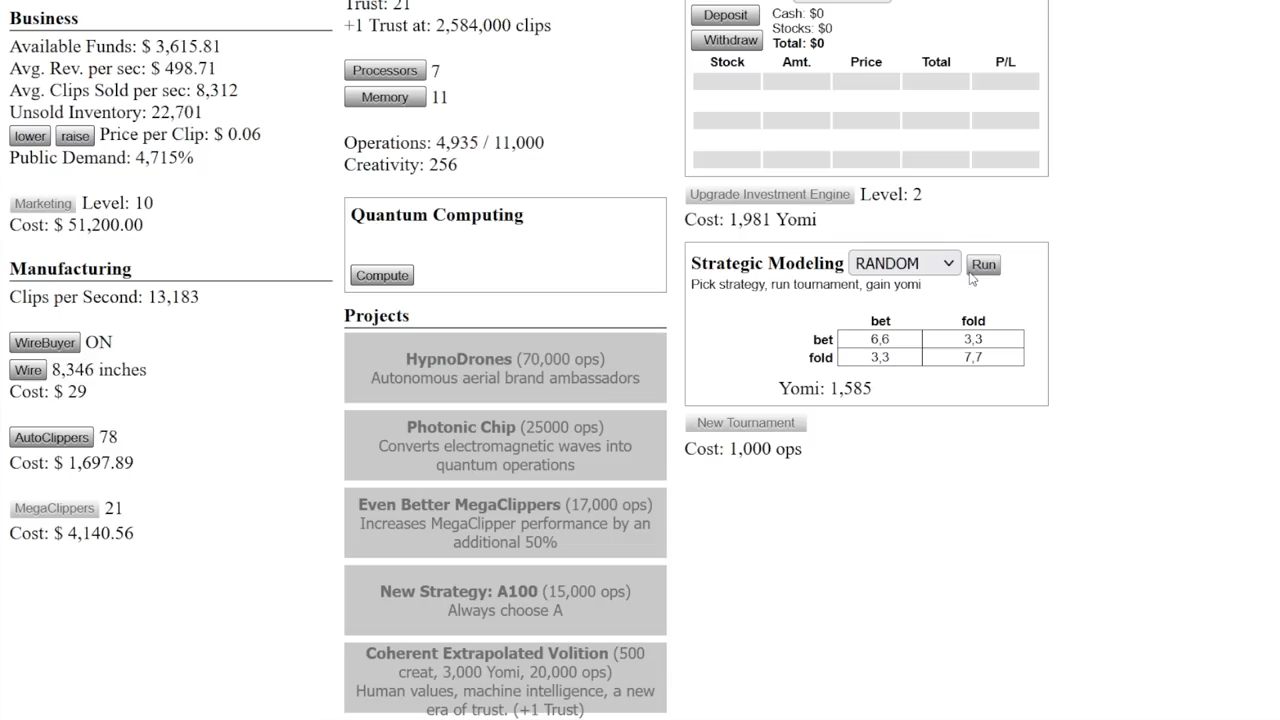 Business
Available Funds: $ 3,615.81
Avg. Rev. per sec: $ 498.71
Avg. Clips Sold per sec: 8,312
Unsold Inventory: 22,701
lower raise Price per Clip: $ 0.06
Public Demand: 4,715%
Marketing Level: 10
Cost: $ 51,200.00
Manufacturing
Clips per Second: 13,183
WireBuyer ON
Wire 8,346 inches
Cost: $ 29
AutoClippers 78
Cost: $ 1,697.89
MegaClippers 21
Cost: $ 4,140.56
Trust: 21
+1 Trust at: 2,584,000 clips
Processors 7
Memory 11
Operations: 4,935 / 11,000
Creativity: 256
Quantum Computing
Compute
Projects
HypnoDrones (70,000 ops)
Autonomous aerial brand ambassadors
Photonic Chip (25000 ops)
Converts electromagnetic waves into
quantum operations
Even Better MegaClippers (17,000 ops)
Increases MegaClipper performance by an
additional 50%
New Strategy: A100 (15,000 ops)
Always choose A
Coherent Extrapolated Volition (500
creat, 3,000 Yomi, 20,000 ops)
Human values, machine intelligence, a new
era of trust. (+1 Trust)
Deposit Cash: $0
Stocks: $0
Withdraw Total: $0
Stock Amt. Price Total P/L
Upgrade Investment Engine Level: 2
Cost: 1,981 Yomi
Strategic Modeling RANDOM Run
Pick strategy, run tournament, gain yomi
bet fold
bet 6,6 3,3
fold 3,3 7,7
Yomi: 1,585
New Tournament
Cost: 1,000 ops